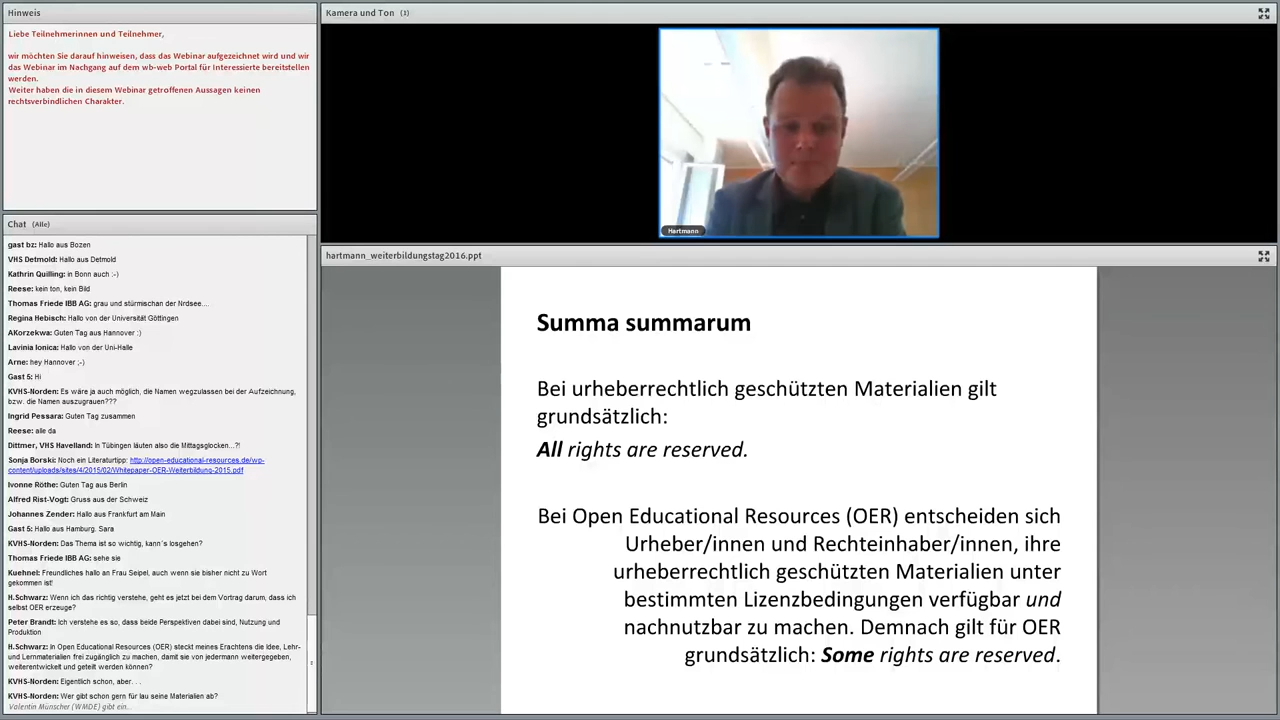 Hinweis
Liebe Teilnehmerinnen und Teilnehmer,
wir möchten Sie darauf hinweisen, dass das Webinar aufgezeichnet wird und wir
das Webinar im Nachgang auf dem wb-web Portal für Interessierte bereitstellen
werden.
Weiter haben die in diesem Webinar getroffenen Aussagen keinen
rechtsverbindlichen Charakter.
Chat (Alle)
gast bz: Hallo aus Bozen
VHS Detmold: Hallo aus Detmold
Kathrin Quilling: in Bonn auch :-)
Reese: kein ton, kein Bild
Thomas Friede IBB AG: grau und stürmischan der Nrdsee....
Regina Hebisch: Hallo von der Universität Göttingen
AKorzekwa: Guten Tag aus Hannover :)
Lavinia Ionica: Hallo von der Uni-Halle
Arne: hey Hannover ;-)
Gast 5: Hi
KVHS-Norden: Es wäre ja auch möglich, die Namen wegzulassen bei der Aufzeichnung,
bzw. die Namen auszugrauen???
Ingrid Pessara: Guten Tag zusammen
Reese: alle da
Dittmer, VHS Havelland: In Tübingen läuten also die Mittagsglocken...?!
Sonja Borski: Noch ein Literaturtipp: http://open-educational-resources.de/wp-
content/uploads/sites/4/2015/02/Whitepaper-OER-Weiterbildung-2015.pdf
Ivonne Röthe: Guten Tag aus Berlin
Alfred Rist-Vogt: Gruss aus der Schweiz
Johannes Zender: Hallo aus Frankfurt am Main
Gast 5: Hallo aus Hamburg. Sara
KVHS-Norden: Das Thema ist so wichtig, kann´s losgehen?
Thomas Friede IBB AG: sehe sie
Kuehnel: Freundliches hallo an Frau Seipel, auch wenn sie bisher nicht zu Wort
gekommen ist!
H.Schwarz: Wenn ich das richtig verstehe, geht es jetzt bei dem Vortrag darum, dass ich
selbst OER erzeuge?
Peter Brandt: Ich verstehe es so, dass beide Perspektiven dabei sind, Nutzung und
Produktion
H.Schwarz: in Open Educational Resources (OER) steckt meines Erachtens die Idee, Lehr-
und Lernmaterialien frei zugänglich zu machen, damit sie von jedermann weitergegeben,
weiterentwickelt und geteilt werden können?
KVHS-Norden: Eigentlich schon, aber. . .
KVHS-Norden: Wer gibt schon gern für lau seine Materialien ab?
Valentin Münscher (WMDE) gibt ein..
Kamera und Ton (1)
Hartmann
hartmann_weiterbildungstag2016.ppt
Summa summarum
Bei urheberrechtlich geschützten Materialien gilt
grundsätzlich:
All rights are reserved.
Bei Open Educational Resources (OER) entscheiden sich
Urheber/innen und Rechteinhaber/innen, ihre
urheberrechtlich geschützten Materialien unter
bestimmten Lizenzbedingungen verfügbar und
nachnutzbar zu machen. Demnach gilt für OER
grundsätzlich: Some rights are reserved.